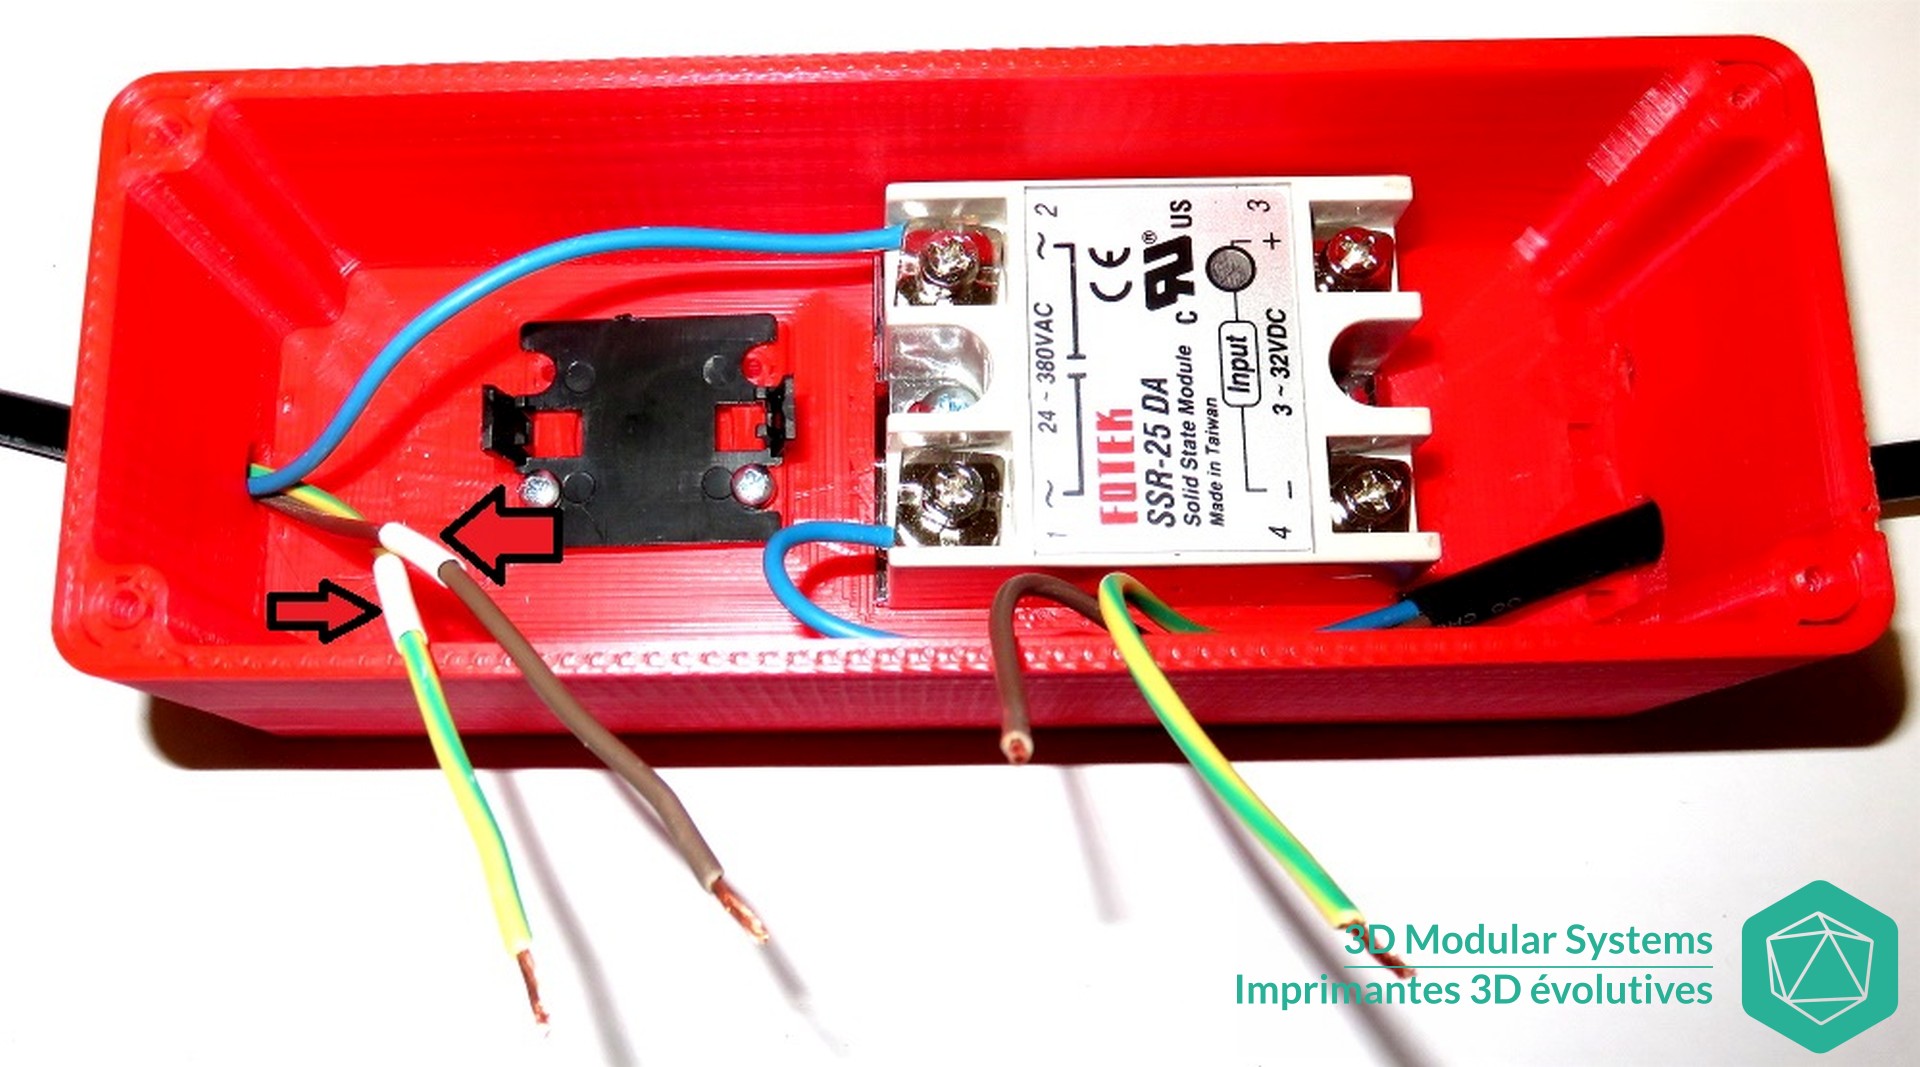 2
~
24 ~ 380VAC
~
1
FOTEK
SSR-25 DA
Solid State Module
Made in Taiwan
CE
C US
®
3
+
Input
3 ~ 32VDC
−
4
3D Modular Systems
Imprimantes 3D évolutives